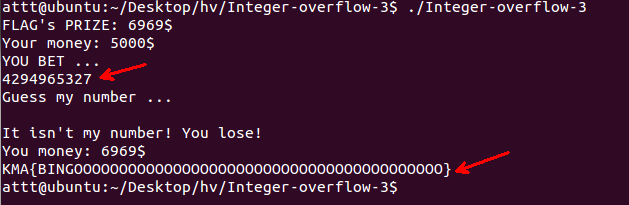 attt@ubuntu:~/Desktop/hv/Integer-overflow-3$ ./Integer-overflow-3
FLAG's PRIZE: 6969$
Your money: 5000$
YOU BET ...
4294965327
Guess my number ...
It isn't my number! You lose!
You money: 6969$
KMA{BINGOOOOOOOOOOOOOOOOOOOOOOOOOOOOOOOOOOOOOOOOO}
attt@ubuntu:~/Desktop/hv/Integer-overflow-3$